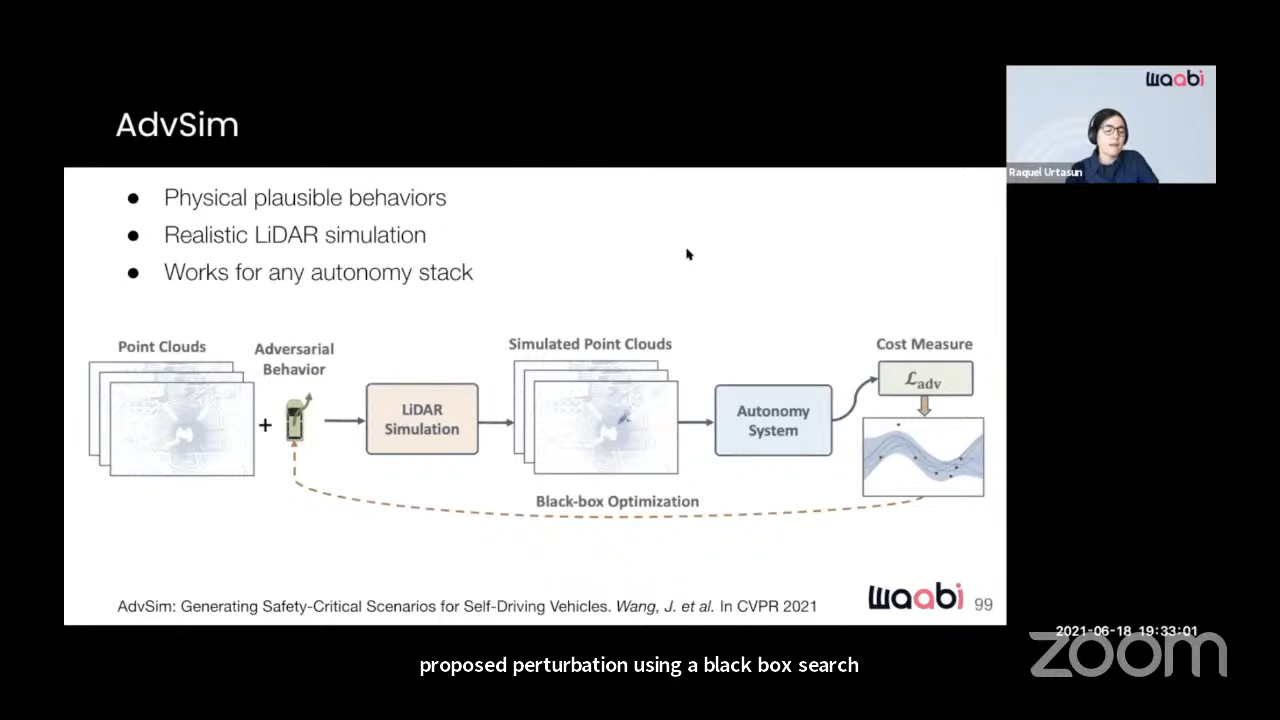 waabi
Raquel Urtasun
AdvSim
● Physical plausible behaviors
● Realistic LiDAR simulation
● Works for any autonomy stack
Point Clouds
Adversarial
Behavior
+
LiDAR
Simulation
Simulated Point Clouds
Autonomy
System
Cost Measure
ℒadv
Black-box Optimization
AdvSim: Generating Safety-Critical Scenarios for Self-Driving Vehicles. Wang, J. et al. In CVPR 2021
waabi 99
2021-06-18 19:33:01
zoom
proposed perturbation using a black box search